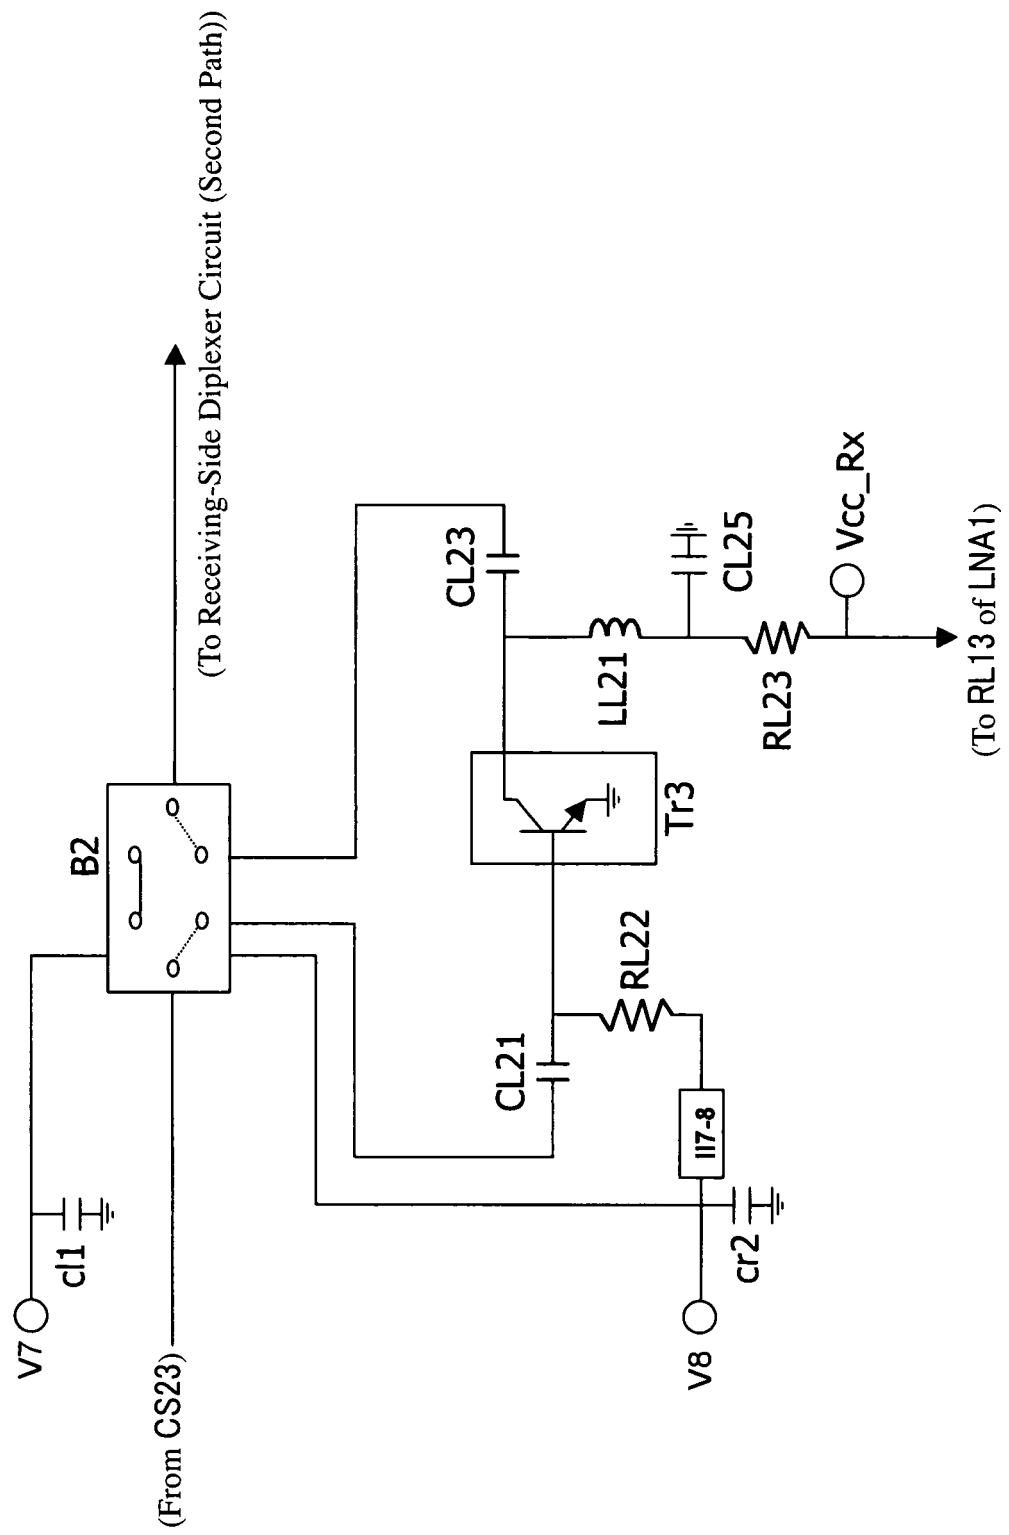 V7
cl1
(From CS23)
B2
(To Receiving-Side Diplexer Circuit (Second Path))
CL21
CL23
RL22
Tr3
LL21
CL25
117-8
cr2
V8
RL23
Vcc_Rx
(To RL13 of LNA1)